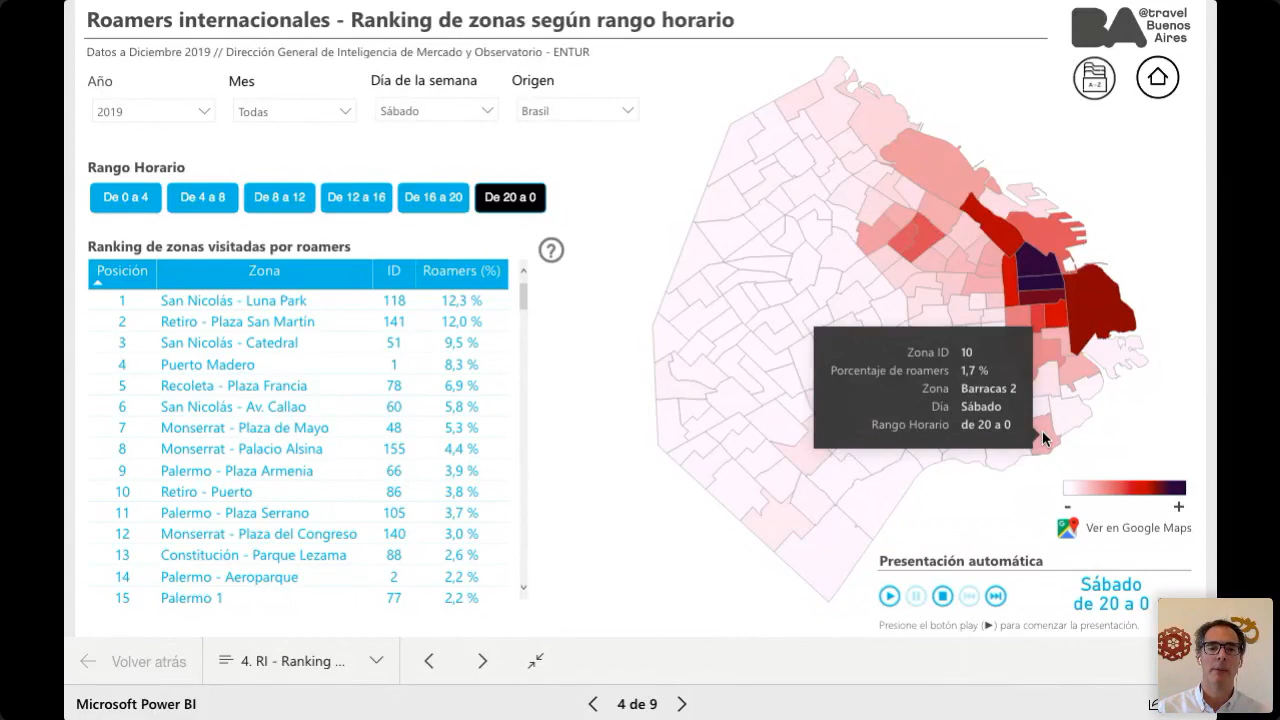 Roamers internacionales - Ranking de zonas según rango horario
BA @travel Buenos Aires
Datos a Diciembre 2019 // Dirección General de Inteligencia de Mercado y Observatorio - ENTUR
Año Mes Día de la semana Origen
2019 Todas Sábado Brasil
A-Z
Rango Horario
De 0 a 4 De 4 a 8 De 8 a 12 De 12 a 16 De 16 a 20 De 20 a 0
Ranking de zonas visitadas por roamers ?
Posición Zona ID Roamers (%)
1 San Nicolás - Luna Park 118 12,3 %
2 Retiro - Plaza San Martín 141 12,0 %
3 San Nicolás - Catedral 51 9,5 %
4 Puerto Madero 1 8,3 %
5 Recoleta - Plaza Francia 78 6,9 %
6 San Nicolás - Av. Callao 60 5,8 %
7 Monserrat - Plaza de Mayo 48 5,3 %
8 Monserrat - Palacio Alsina 155 4,4 %
9 Palermo - Plaza Armenia 66 3,9 %
10 Retiro - Puerto 86 3,8 %
11 Palermo - Plaza Serrano 105 3,7 %
12 Monserrat - Plaza del Congreso 140 3,0 %
13 Constitución - Parque Lezama 88 2,6 %
14 Palermo - Aeroparque 2 2,2 %
15 Palermo 1 77 2,2 %
Zona ID 10
Porcentaje de roamers 1,7 %
Zona Barracas 2
Día Sábado
Rango Horario de 20 a 0
- +
Ver en Google Maps
Presentación automática
Sábado
de 20 a 0
Presione el botón play (▶) para comenzar la presentación.
Volver atrás 4. RI - Ranking ...
Microsoft Power BI 4 de 9